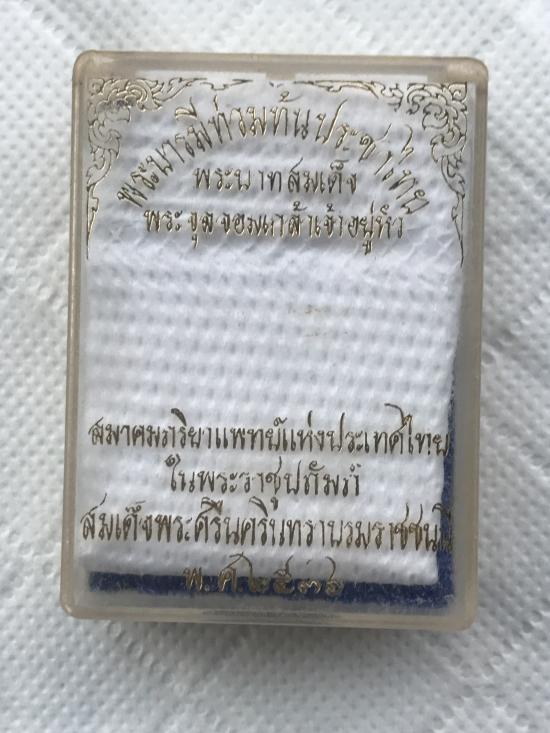 พระบารมีท่วมท้นประชาไทย
พระบาทสมเด็จ
พระจุลจอมเกล้าเจ้าอยู่หัว
สมาคมภริยาแพทย์แห่งประเทศไทย
ในพระราชูปถัมภ์
สมเด็จพระศรีนครินทราบรมราชชนนี
พ.ศ.๒๕๓๖